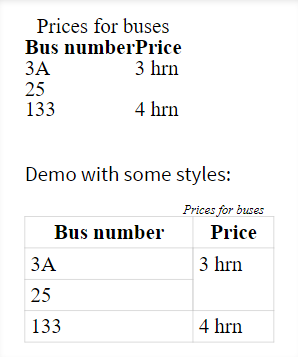 Prices for buses
Bus number Price
3A 3 hrn
25
133 4 hrn
Demo with some styles:
Prices for buses
Bus number Price
3A 3 hrn
25
133 4 hrn